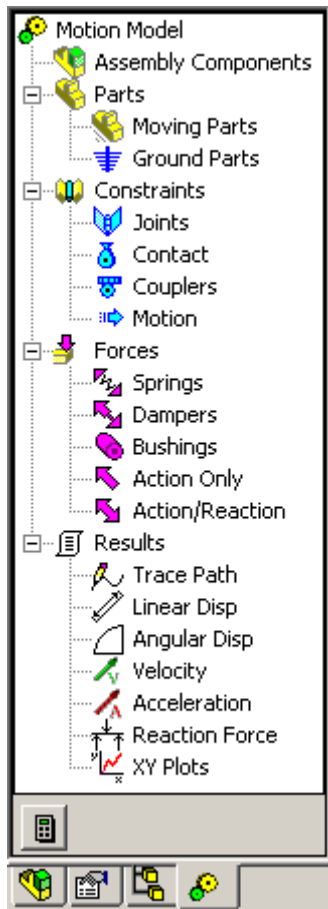 Motion Model
Assembly Components
Parts
Moving Parts
Ground Parts
Constraints
Joints
Contact
Couplers
Motion
Forces
Springs
Dampers
Bushings
Action Only
Action/Reaction
Results
Trace Path
Linear Disp
Angular Disp
Velocity
Acceleration
Reaction Force
XY Plots